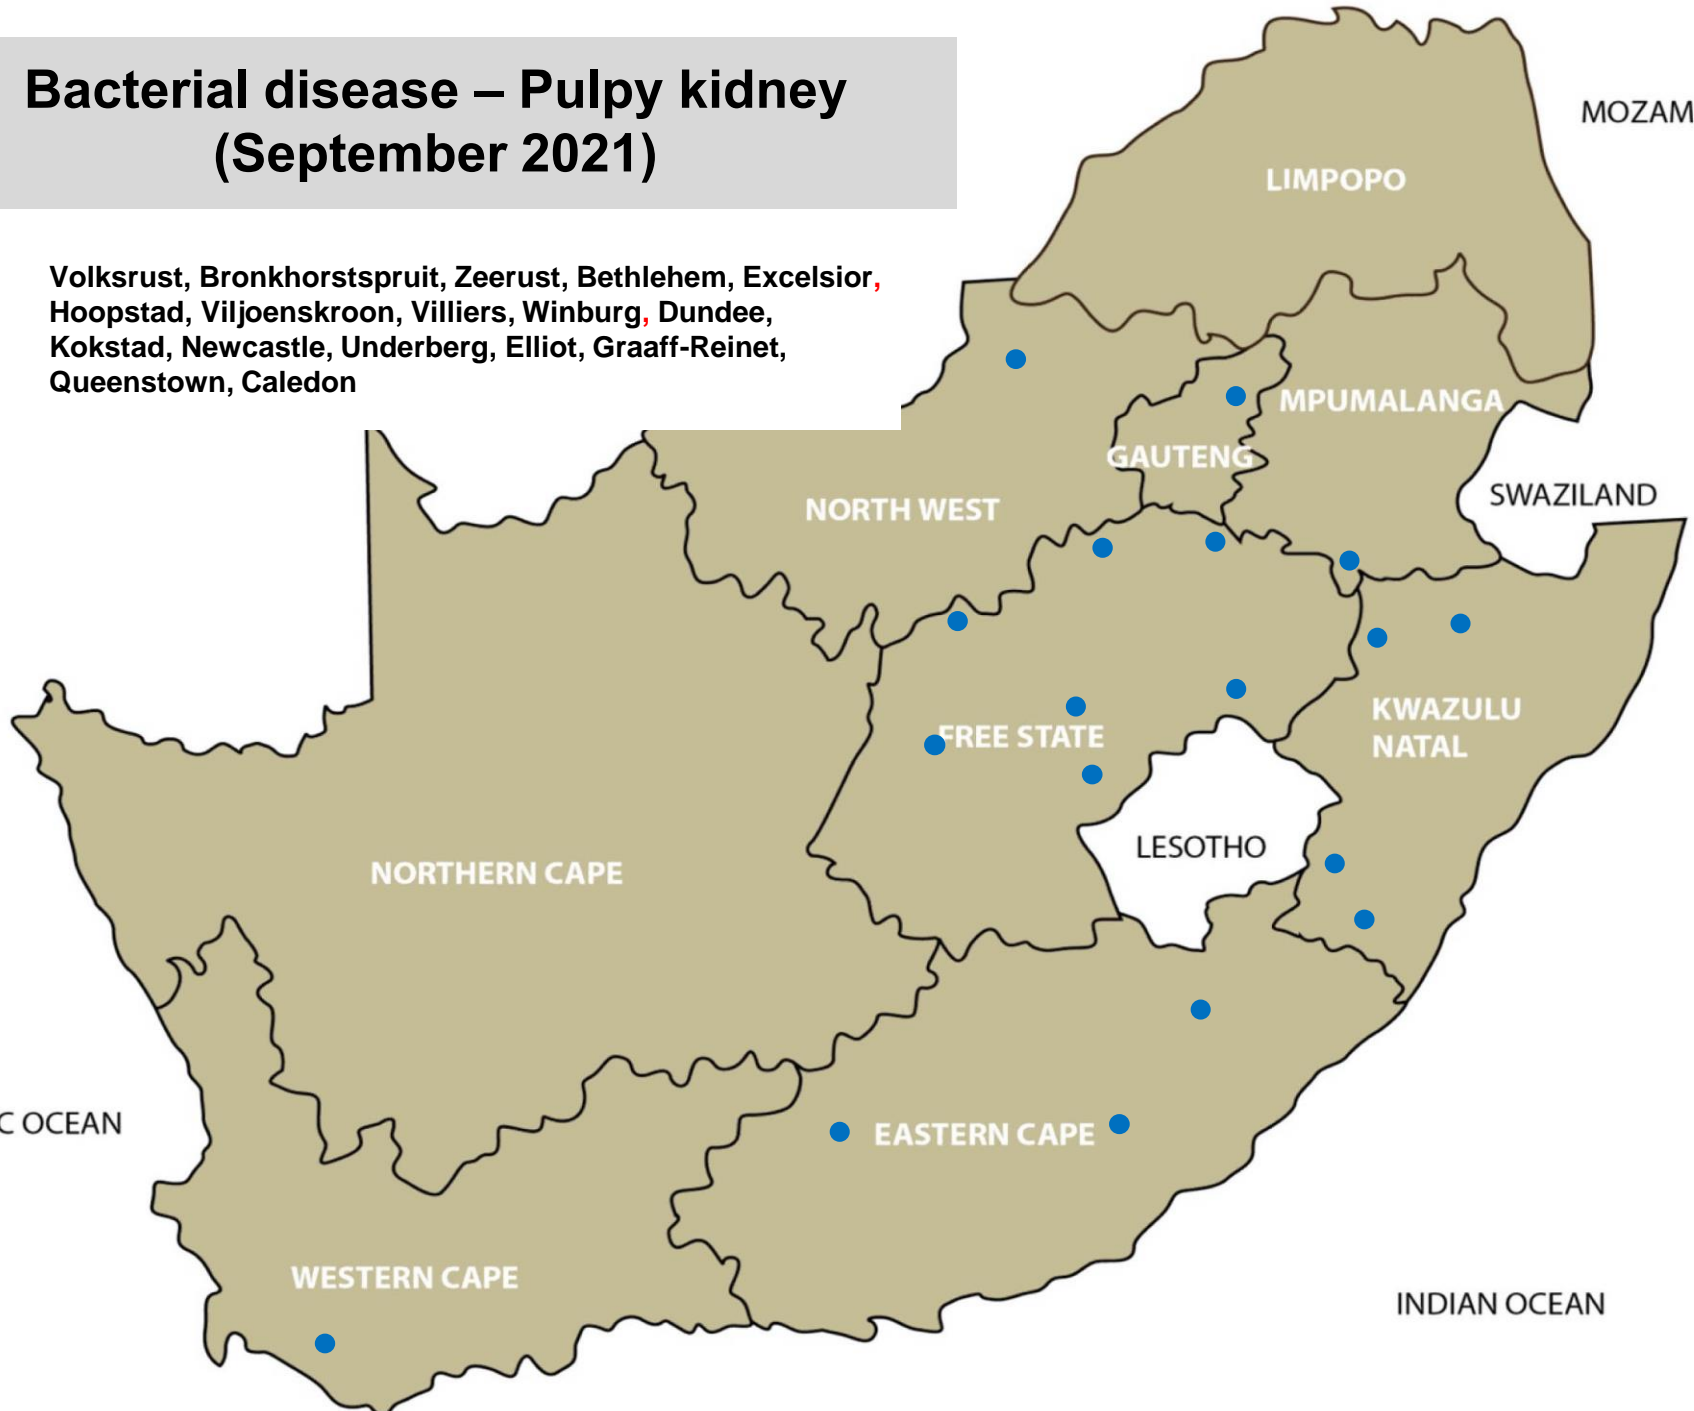 Bacterial disease – Pulpy kidney
(September 2021)
Volksrust, Bronkhorstspruit, Zeerust, Bethlehem, Excelsior,
Hoopstad, Viljoenskroon, Villiers, Winburg, Dundee,
Kokstad, Newcastle, Underberg, Elliot, Graaff-Reinet,
Queenstown, Caledon
MOZAM
LIMPOPO
MPUMALANGA
GAUTENG
SWAZILAND
NORTH WEST
KWAZULU
NATAL
FREE STATE
LESOTHO
NORTHERN CAPE
C OCEAN
EASTERN CAPE
WESTERN CAPE
INDIAN OCEAN